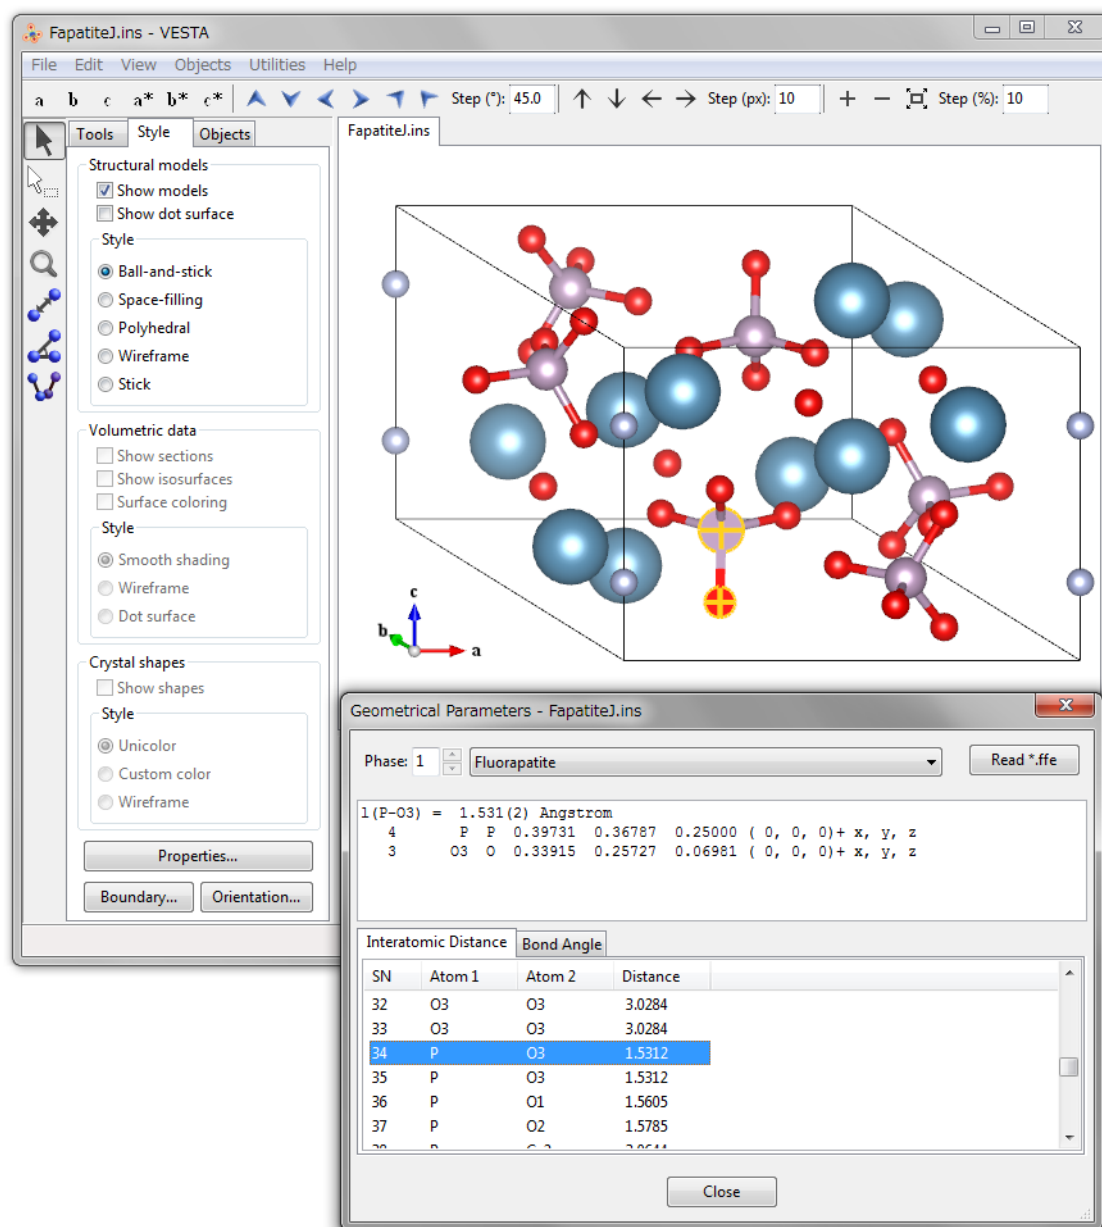 FapatiteJ.ins - VESTA
File Edit View Objects Utilities Help
a b c a* b* c* Step (°): 45.0 Step (px): 10 Step (%): 10
Tools Style Objects
FapatiteJ.ins
Structural models
Show models
Show dot surface
Style
Ball-and-stick
Space-filling
Polyhedral
Wireframe
Stick
Volumetric data
Show sections
Show isosurfaces
Surface coloring
Style
Smooth shading
Wireframe
Dot surface
Crystal shapes
Show shapes
Style
Unicolor
Custom color
Wireframe
Properties...
Boundary... Orientation...
c
b
a
Geometrical Parameters - FapatiteJ.ins
Phase: 1 Fluorapatite Read *.ffe
l(P-O3) = 1.531(2) Angstrom
4 P P 0.39731 0.36787 0.25000 ( 0, 0, 0)+ x, y, z
3 O3 O 0.33915 0.25727 0.06981 ( 0, 0, 0)+ x, y, z
Interatomic Distance Bond Angle
SN Atom 1 Atom 2 Distance
32 O3 O3 3.0284
33 O3 O3 3.0284
34 P O3 1.5312
35 P O3 1.5312
36 P O1 1.5605
37 P O2 1.5785
Close